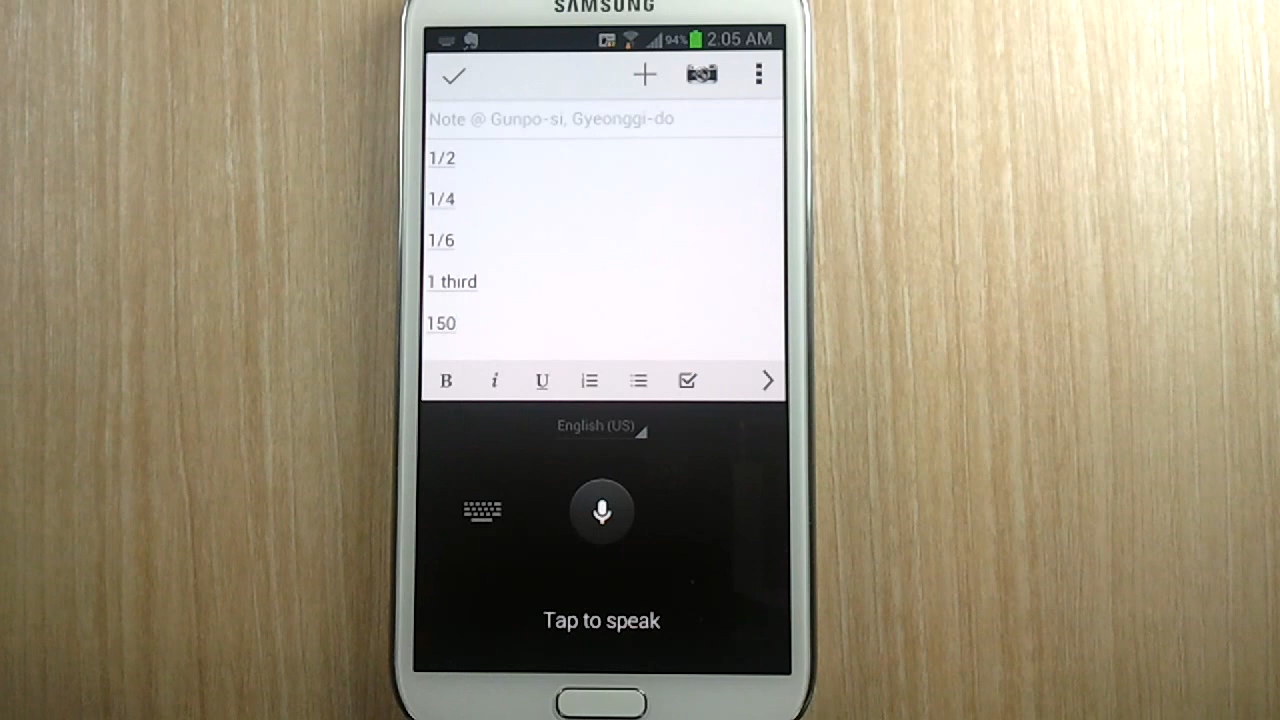 SAMSUNG
94% 2:05 AM
Note @ Gunpo-si, Gyeonggi-do
1/2
1/4
1/6
1 third
150
B i U
English (US)
Tap to speak